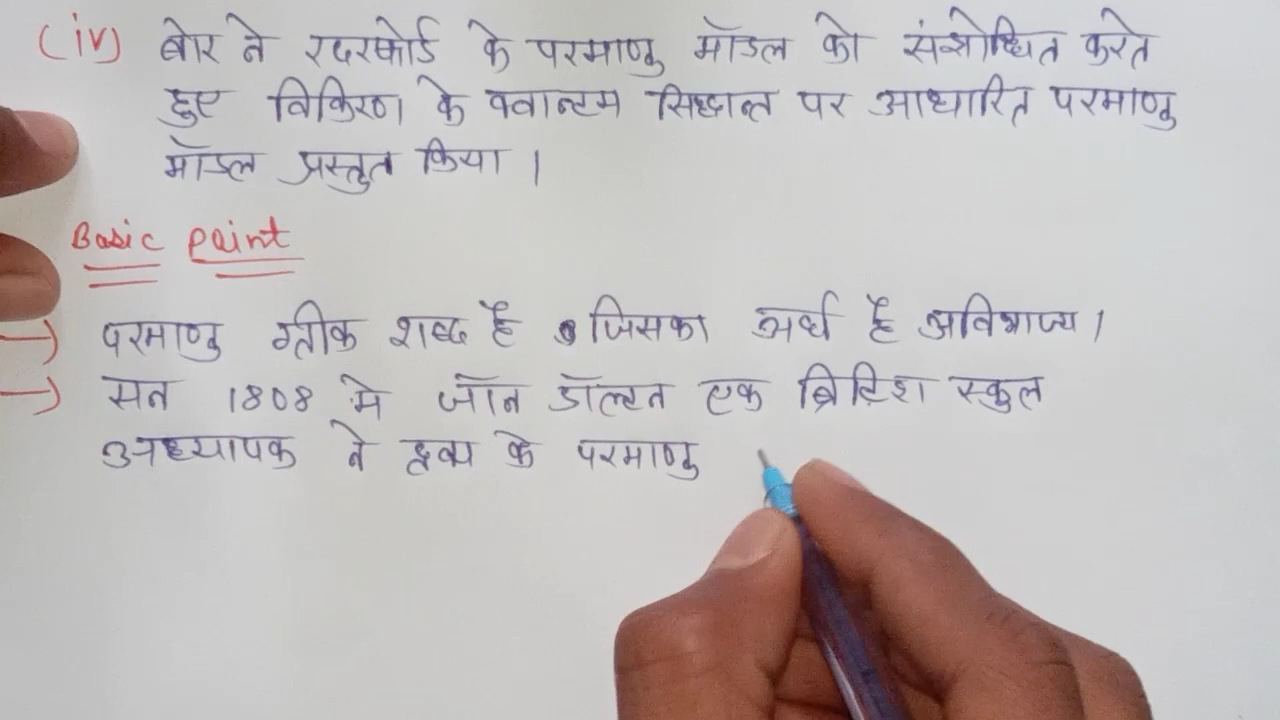 (iv) बोर ने रदरफोर्ड के परमाणु मॉडल को संशोधित करते
हुए विकिरण के क्वान्टम सिद्धान्त पर आधारित परमाणु
मॉडल प्रस्तुत किया।
Basic point
→ परमाणु ग्रीक शब्द है जिसका अर्थ है अविभाज्य।
→ सन 1808 मे जॉन डॉल्टन एक ब्रिटिश स्कुल
अध्यापक ने द्रव्य के परमाणु